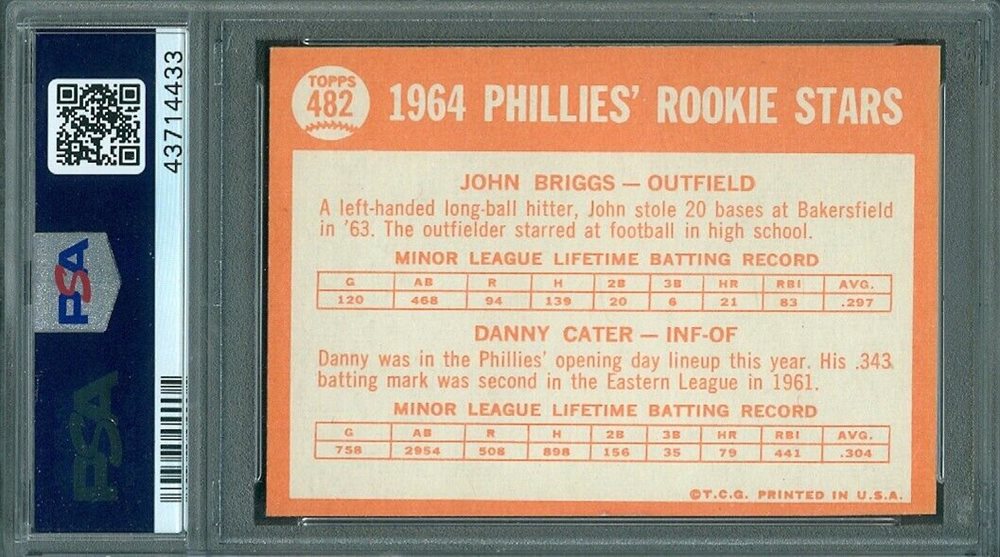 43714433
PSA
PSA
TOPPS
482
1964 PHILLIES' ROOKIE STARS
JOHN BRIGGS — OUTFIELD
A left-handed long-ball hitter, John stole 20 bases at Bakersfield
in '63. The outfielder starred at football in high school.
MINOR LEAGUE LIFETIME BATTING RECORD
G AB R H 2B 3B HR RBI AVG.
120 468 94 139 20 6 21 83 .297
DANNY CATER — INF-OF
Danny was in the Phillies' opening day lineup this year. His .343
batting mark was second in the Eastern League in 1961.
MINOR LEAGUE LIFETIME BATTING RECORD
G AB R H 2B 3B HR RBI AVG.
758 2954 508 898 156 35 79 441 .304
©T.C.G. PRINTED IN U.S.A.